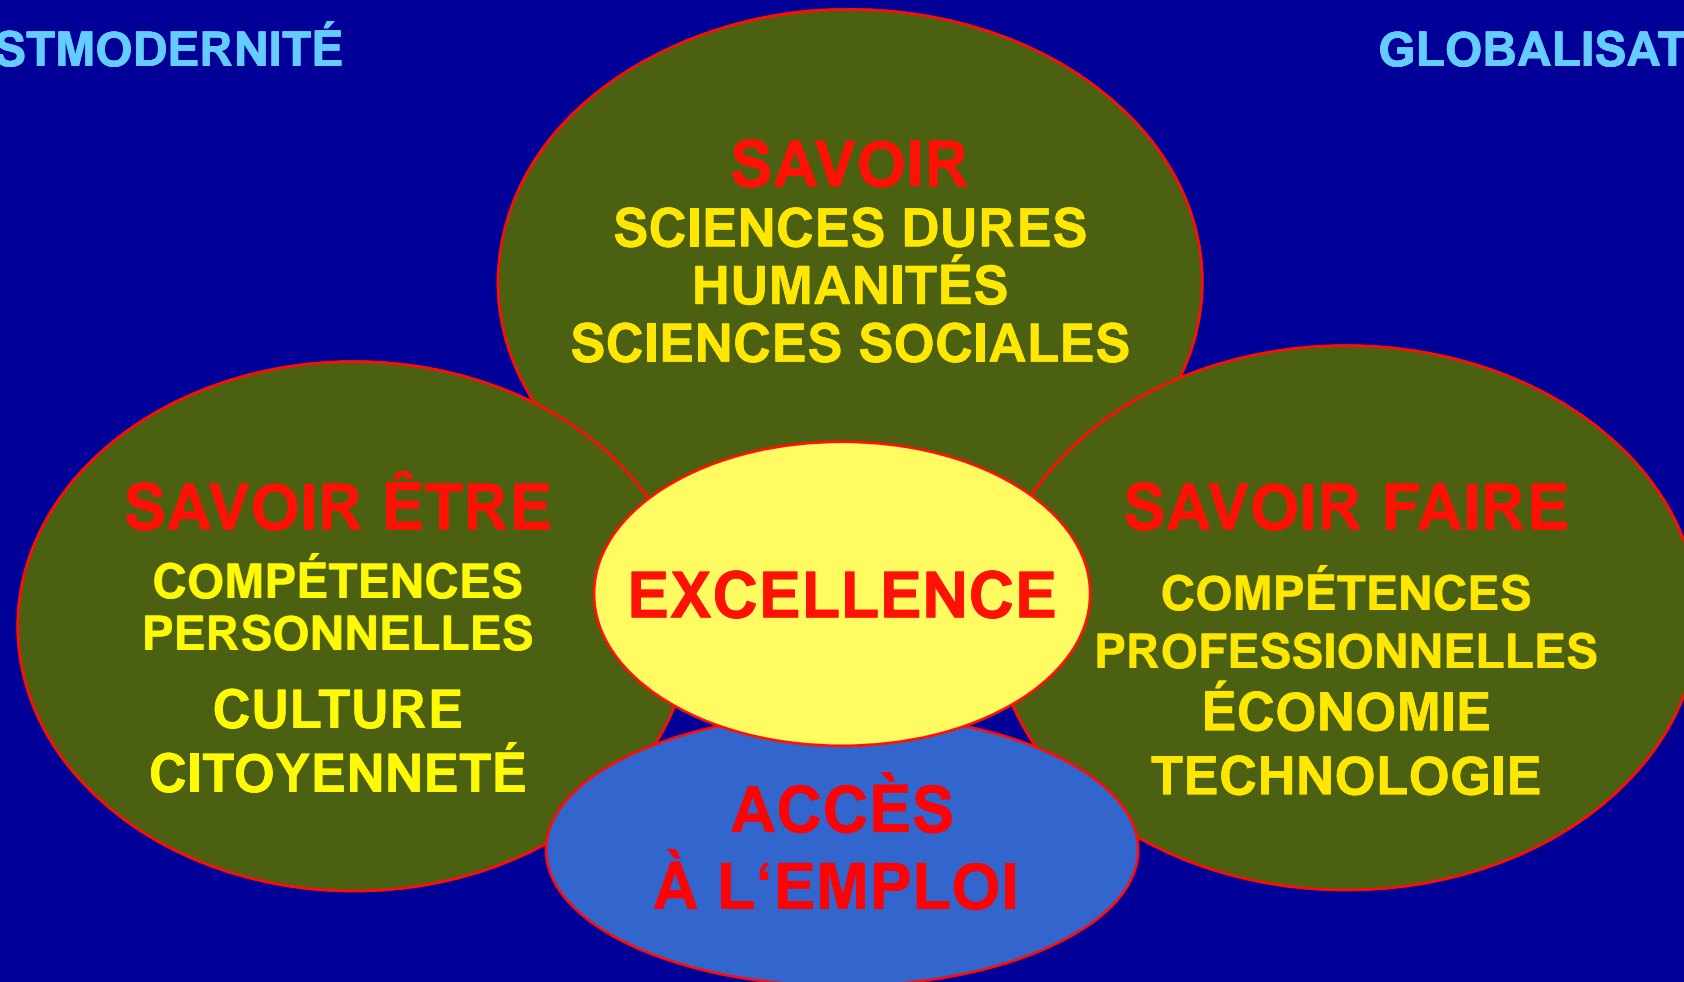 STMODERNITÉ
GLOBALISAT
SAVOIR
SCIENCES DURES
HUMANITÉS
SCIENCES SOCIALES
SAVOIR ÊTRE
COMPÉTENCES
PERSONNELLES
CULTURE
CITOYENNETÉ
EXCELLENCE
SAVOIR FAIRE
COMPÉTENCES
PROFESSIONNELLES
ÉCONOMIE
TECHNOLOGIE
ACCÈS
À L‘EMPLOI